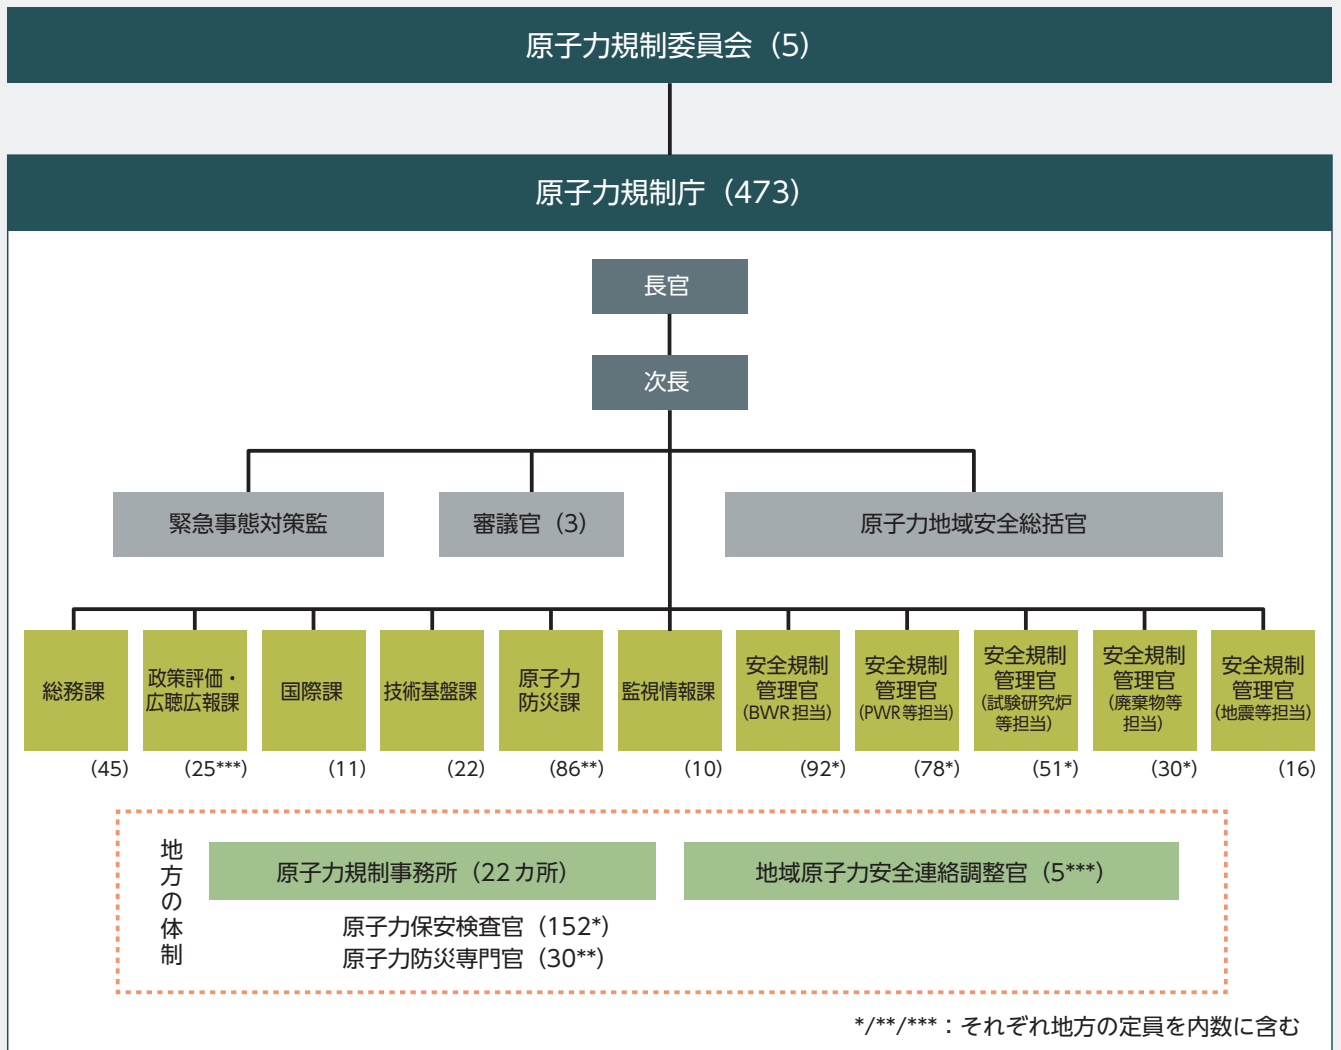 原子力規制委員会（5）
原子力規制庁（473）
長官
次長
緊急事態対策監
審議官（3）
原子力地域安全総括官
総務課
（45）
政策評価・
広聴広報課
（25***）
国際課
（11）
技術基盤課
（22）
原子力
防災課
（86**）
監視情報課
（10）
安全規制
管理官
（BWR担当）
（92*）
安全規制
管理官
（PWR等担当）
（78*）
安全規制
管理官
（試験研究炉
等担当）
（51*）
安全規制
管理官
（廃棄物等
担当）
（30*）
安全規制
管理官
（地震等担当）
（16）
地方の体制
原子力規制事務所（22カ所）
原子力保安検査官（152*）
原子力防災専門官（30**）
地域原子力安全連絡調整官（5***）
*/**/***：それぞれ地方の定員を内数に含む